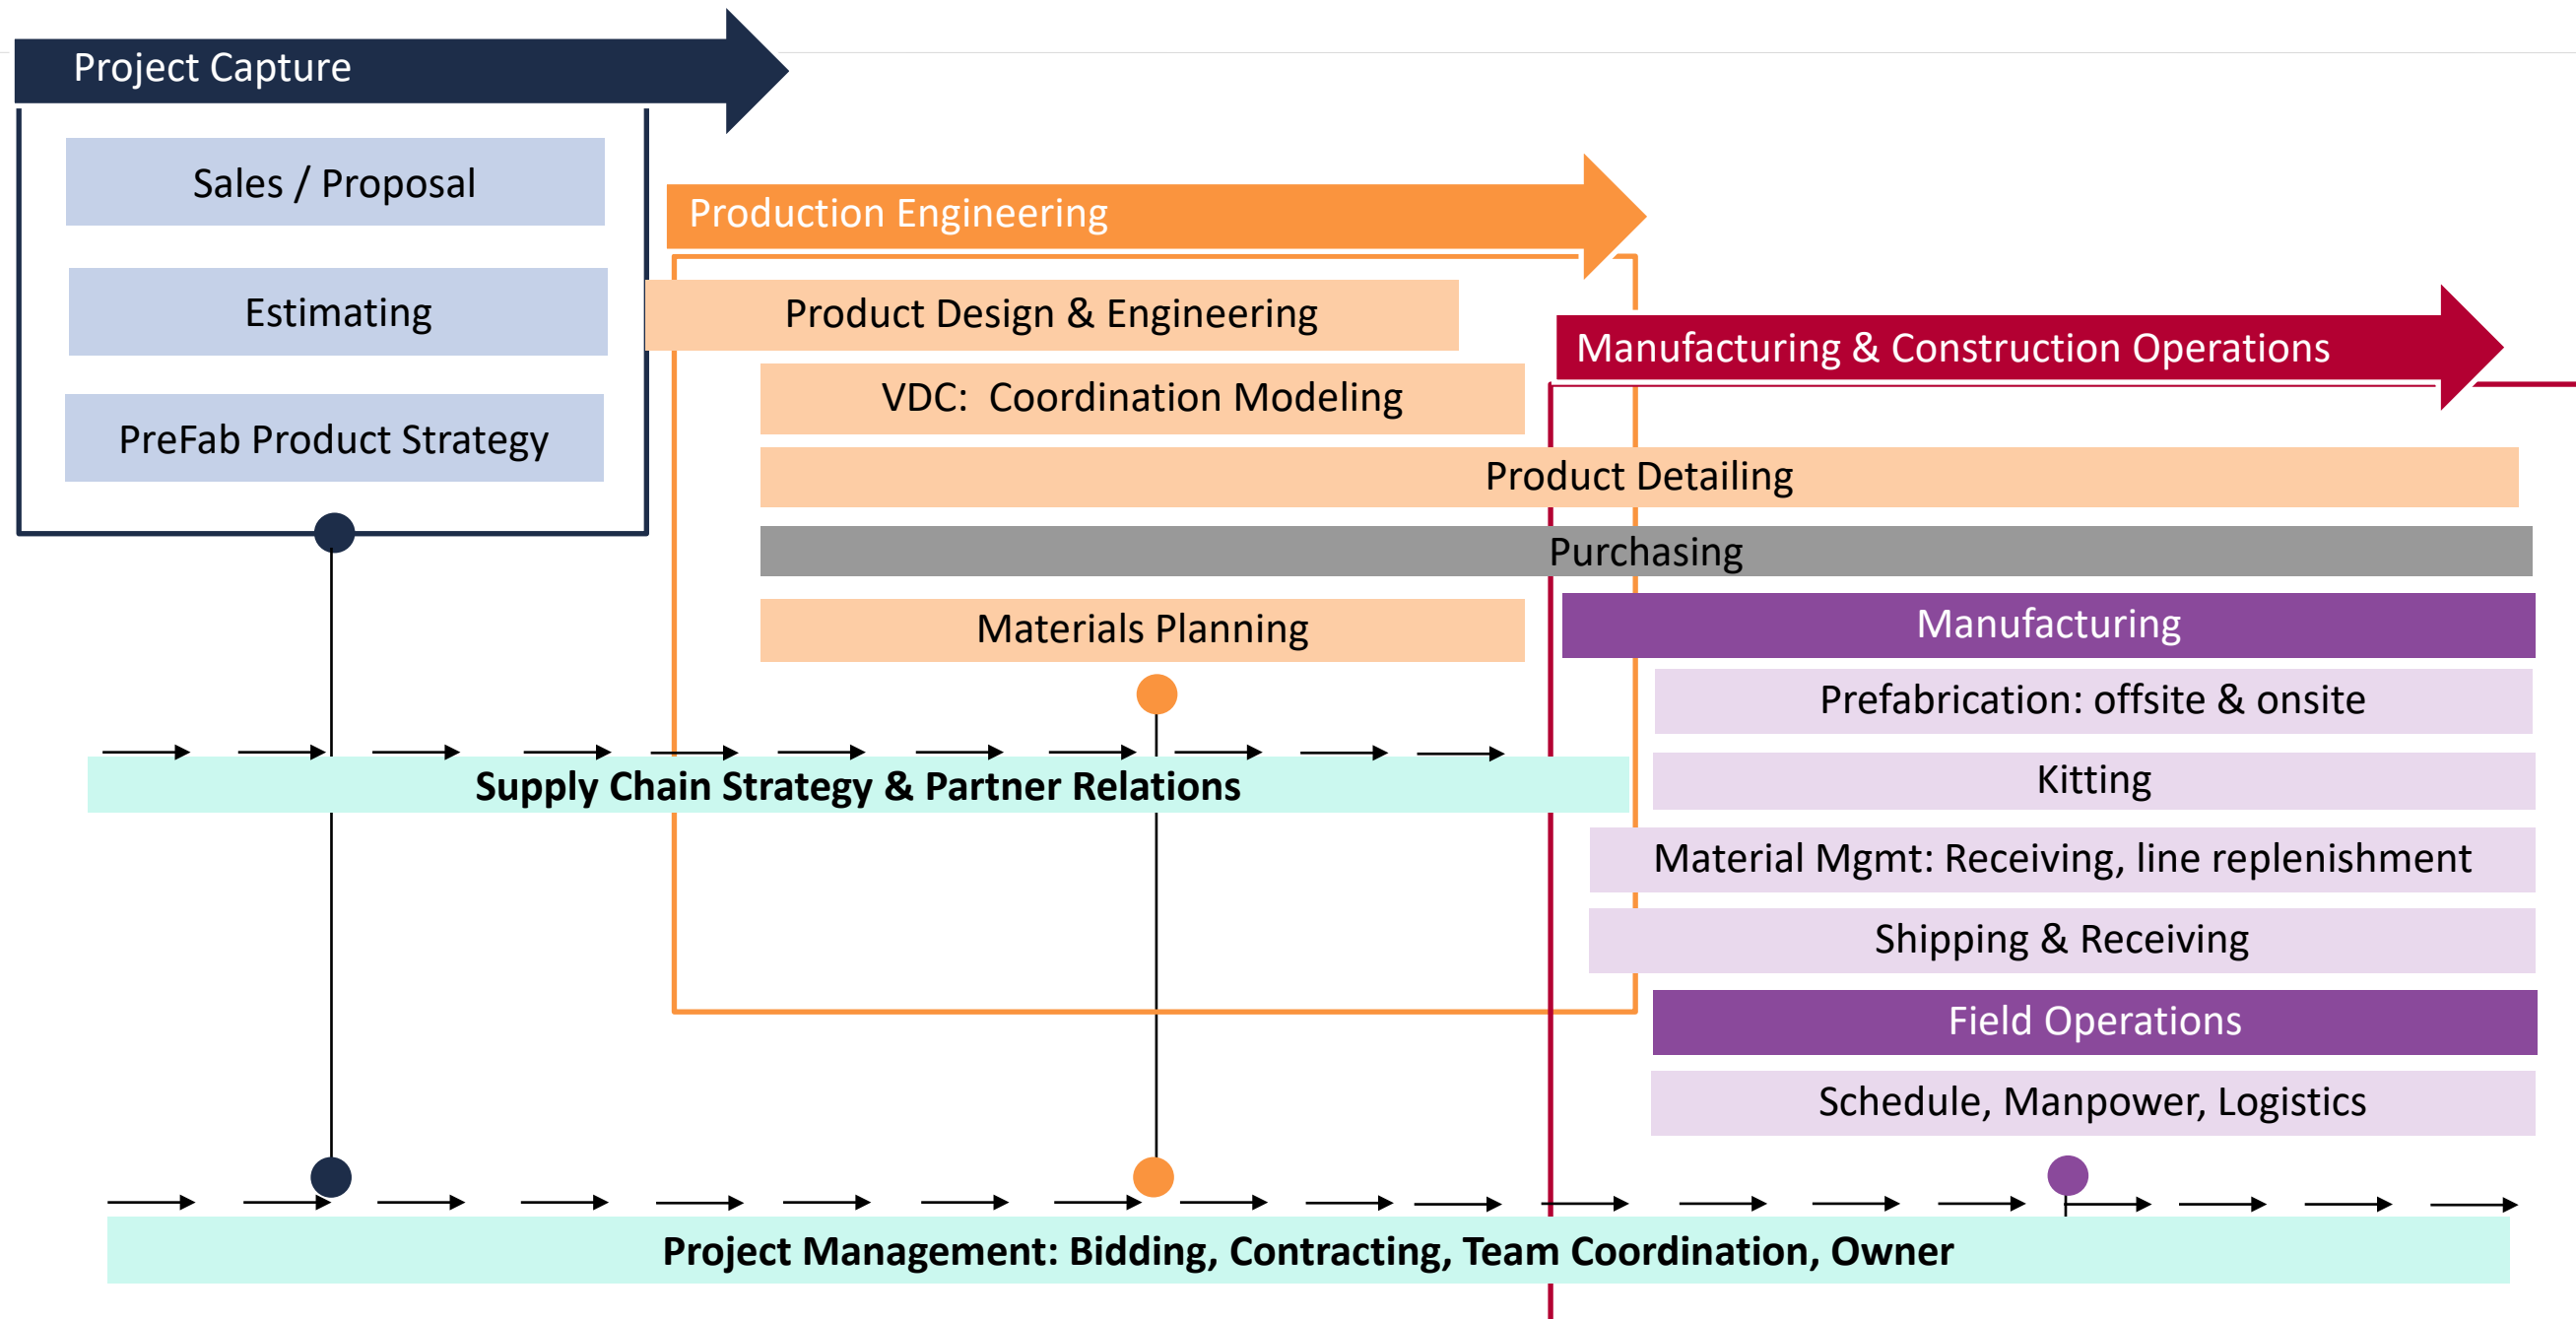 Project Capture
Sales / Proposal
Estimating
PreFab Product Strategy
Production Engineering
Product Design & Engineering
VDC:  Coordination Modeling
Product Detailing
Purchasing
Materials Planning
Manufacturing & Construction Operations
Manufacturing
Prefabrication: offsite & onsite
Kitting
Material Mgmt: Receiving, line replenishment
Shipping & Receiving
Field Operations
Schedule, Manpower, Logistics
Supply Chain Strategy & Partner Relations
Project Management: Bidding, Contracting, Team Coordination, Owner